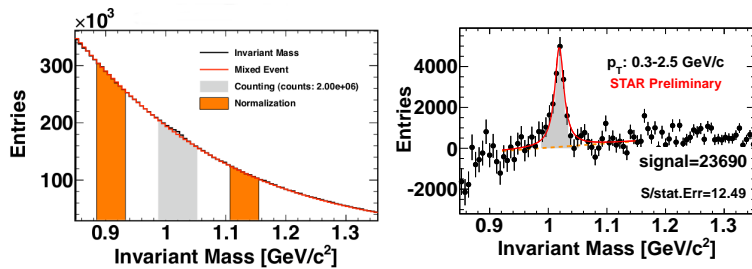 ×10³
Entries
300
200
100
0.9 1 1.1 1.2 1.3
Invariant Mass [GeV/c²]
Invariant Mass
Mixed Event
Counting (counts: 2.00e+06)
Normalization
Entries
4000
2000
0
-2000
0.9 1 1.1 1.2 1.3
Invariant Mass [GeV/c²]
p_T: 0.3-2.5 GeV/c
STAR Preliminary
signal=23690
S/stat.Err=12.49